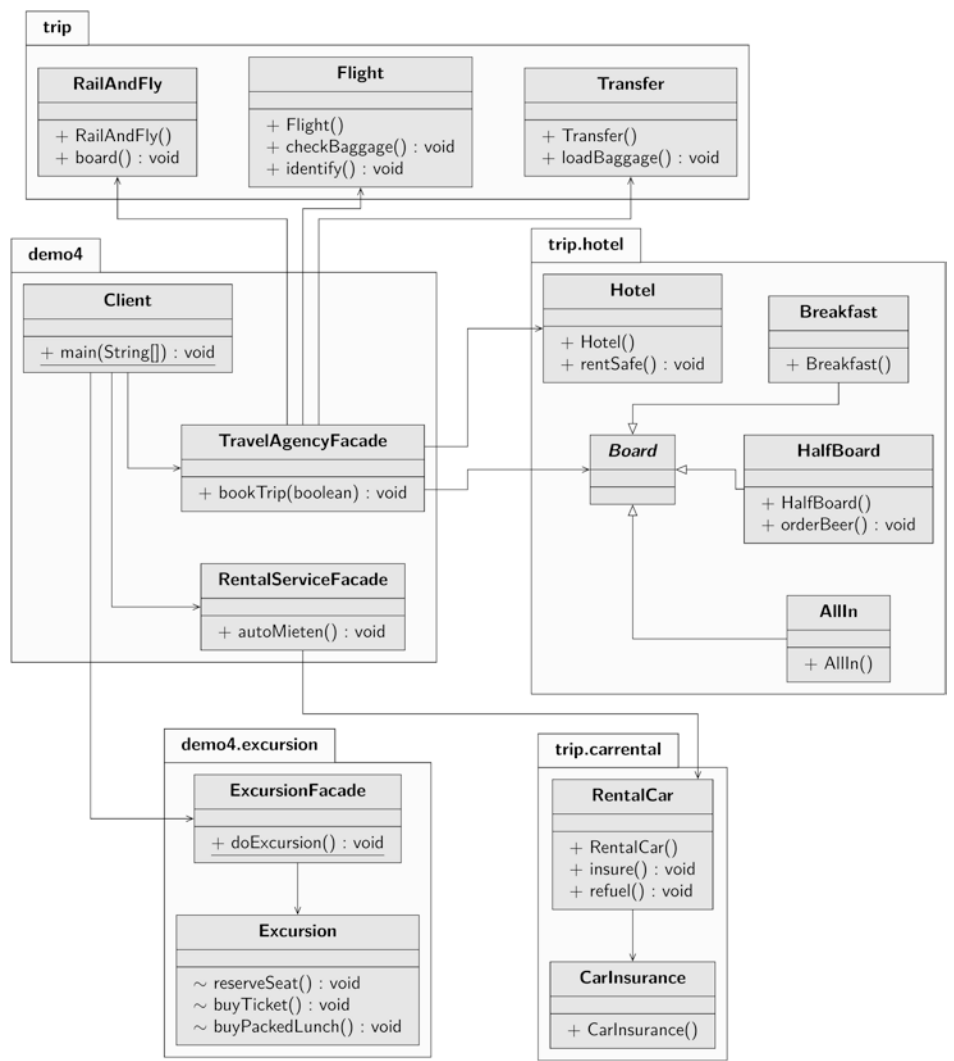 trip
RailAndFly
+ RailAndFly()
+ board() : void
Flight
+ Flight()
+ checkBaggage() : void
+ identify() : void
Transfer
+ Transfer()
+ loadBaggage() : void
demo4
Client
+ main(String[]) : void
TravelAgencyFacade
+ bookTrip(boolean) : void
RentalServiceFacade
+ autoMieten() : void
trip.hotel
Hotel
+ Hotel()
+ rentSafe() : void
Breakfast
+ Breakfast()
Board
HalfBoard
+ HalfBoard()
+ orderBeer() : void
AllIn
+ AllIn()
demo4.excursion
ExcursionFacade
+ doExcursion() : void
Excursion
~ reserveSeat() : void
~ buyTicket() : void
~ buyPackedLunch() : void
trip.carrental
RentalCar
+ RentalCar()
+ insure() : void
+ refuel() : void
CarInsurance
+ CarInsurance()